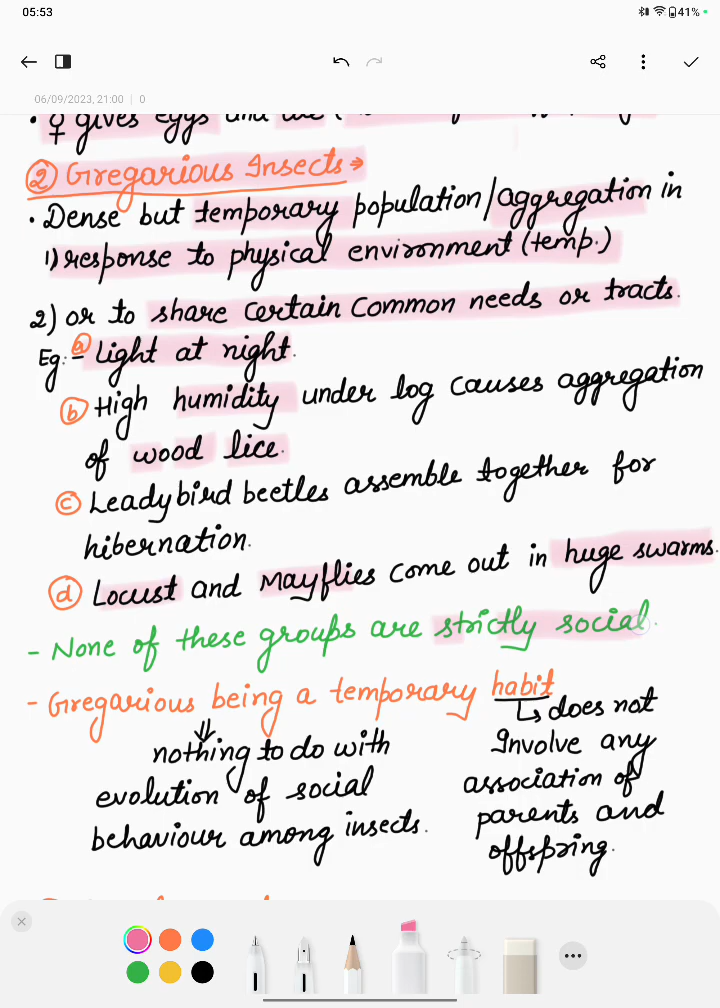 05:53
41%
06/09/2023, 21:00 | 0
• ♀ gives eggs and
② Gregarious Insects →
• Dense but temporary population/aggregation in
1) response to physical environment (temp.)
2) or to share certain Common needs or tracts.
Eg:- ⓐ Light at night.
ⓑ High humidity under log causes aggregation
of wood lice.
ⓒ Leadybird beetles assemble together for
hibernation.
ⓓ Locust and Mayflies come out in huge swarms.
- None of these groups are strictly social.
- Gregarious being a temporary habit
⇓ nothing to do with
evolution of social
behaviour among insects.
↳ does not
Involve any
association of
parents and
offspring.